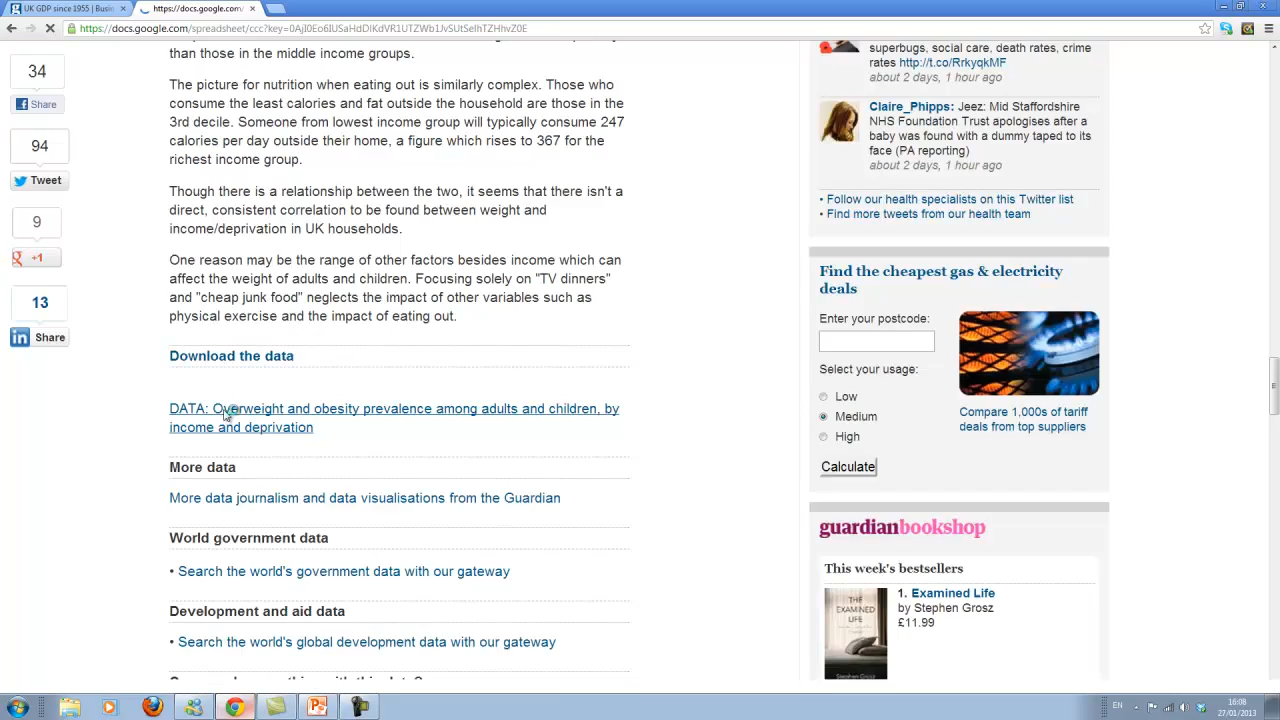 UK GDP since 1955 | Busin
docs.google.com/spreadshe
https://docs.google.com/spreadsheet/ccc?key=0AjI0Eo6IUSaHdDlKdVR1UTZWb1JvSUtSelhTZHhvZ0E
than those in the middle income groups.
The picture for nutrition when eating out is similarly complex. Those who
consume the least calories and fat outside the household are those in the
3rd decile. Someone from lowest income group will typically consume 247
calories per day outside their home, a figure which rises to 367 for the
richest income group.
Though there is a relationship between the two, it seems that there isn't a
direct, consistent correlation to be found between weight and
income/deprivation in UK households.
One reason may be the range of other factors besides income which can
affect the weight of adults and children. Focusing solely on "TV dinners"
and "cheap junk food" neglects the impact of other variables such as
physical exercise and the impact of eating out.
Download the data
DATA: Overweight and obesity prevalence among adults and children, by
income and deprivation
More data
More data journalism and data visualisations from the Guardian
World government data
• Search the world's government data with our gateway
Development and aid data
• Search the world's global development data with our gateway
34
Share
94
Tweet
9
+1
13
in Share
superbugs, social care, death rates, crime
rates http://t.co/RrkyqkMF
about 2 days, 1 hour ago
Claire_Phipps: Jeez: Mid Staffordshire
NHS Foundation Trust apologises after a
baby was found with a dummy taped to its
face (PA reporting)
about 2 days, 1 hour ago
• Follow our health specialists on this Twitter list
• Find more tweets from our health team
Find the cheapest gas & electricity
deals
Enter your postcode:
Select your usage:
Low
Medium
High
Calculate
Compare 1,000s of tariff
deals from top suppliers
guardianbookshop
This week's bestsellers
1. Examined Life
by Stephen Grosz
£11.99
THE
EXAMINED
LIFE
Stephen Grosz
EN
16:08
27/01/2013